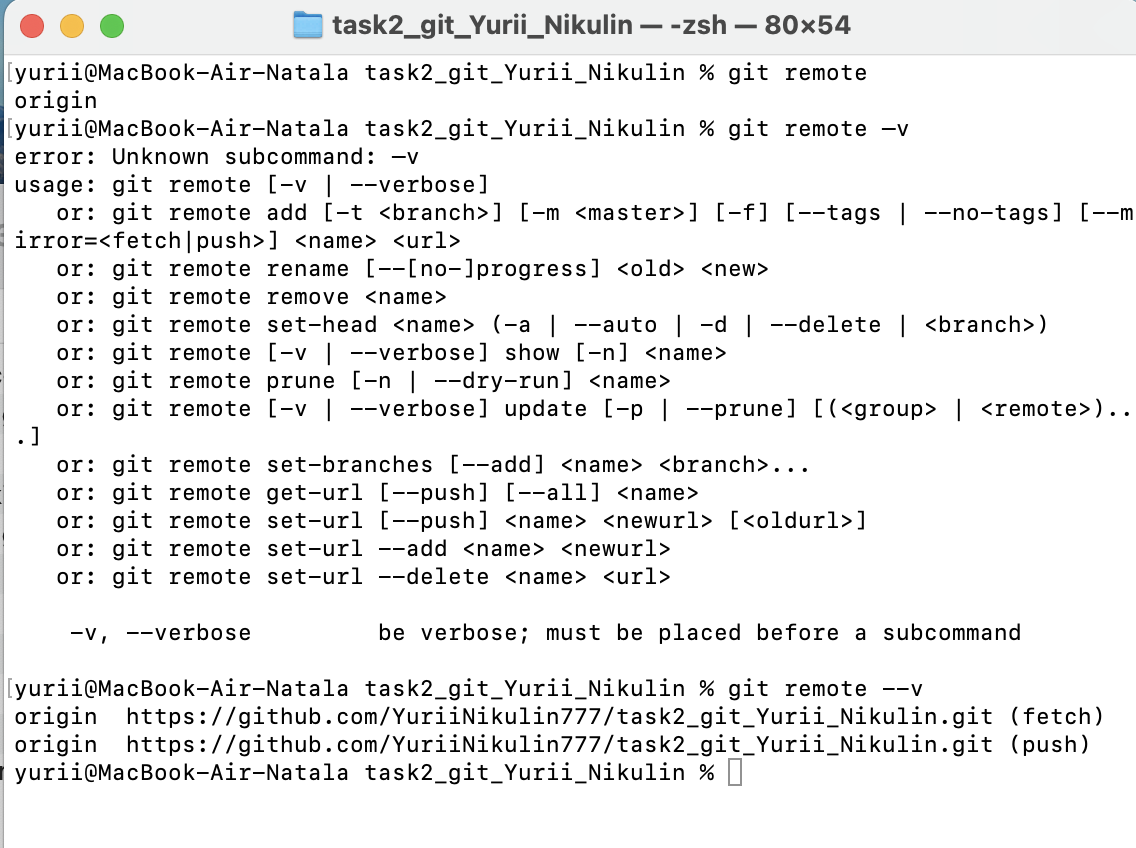 task2_git_Yurii_Nikulin — -zsh — 80×54
[yurii@MacBook-Air-Natala task2_git_Yurii_Nikulin % git remote
origin
[yurii@MacBook-Air-Natala task2_git_Yurii_Nikulin % git remote —v
error: Unknown subcommand: —v
usage: git remote [-v | --verbose]
   or: git remote add [-t <branch>] [-m <master>] [-f] [--tags | --no-tags] [--m
irror=<fetch|push>] <name> <url>
   or: git remote rename [--[no-]progress] <old> <new>
   or: git remote remove <name>
   or: git remote set-head <name> (-a | --auto | -d | --delete | <branch>)
   or: git remote [-v | --verbose] show [-n] <name>
   or: git remote prune [-n | --dry-run] <name>
   or: git remote [-v | --verbose] update [-p | --prune] [(<group> | <remote>)..
.]
   or: git remote set-branches [--add] <name> <branch>...
   or: git remote get-url [--push] [--all] <name>
   or: git remote set-url [--push] <name> <newurl> [<oldurl>]
   or: git remote set-url --add <name> <newurl>
   or: git remote set-url --delete <name> <url>
    -v, --verbose         be verbose; must be placed before a subcommand
[yurii@MacBook-Air-Natala task2_git_Yurii_Nikulin % git remote --v
origin  https://github.com/YuriiNikulin777/task2_git_Yurii_Nikulin.git (fetch)
origin  https://github.com/YuriiNikulin777/task2_git_Yurii_Nikulin.git (push)
yurii@MacBook-Air-Natala task2_git_Yurii_Nikulin %